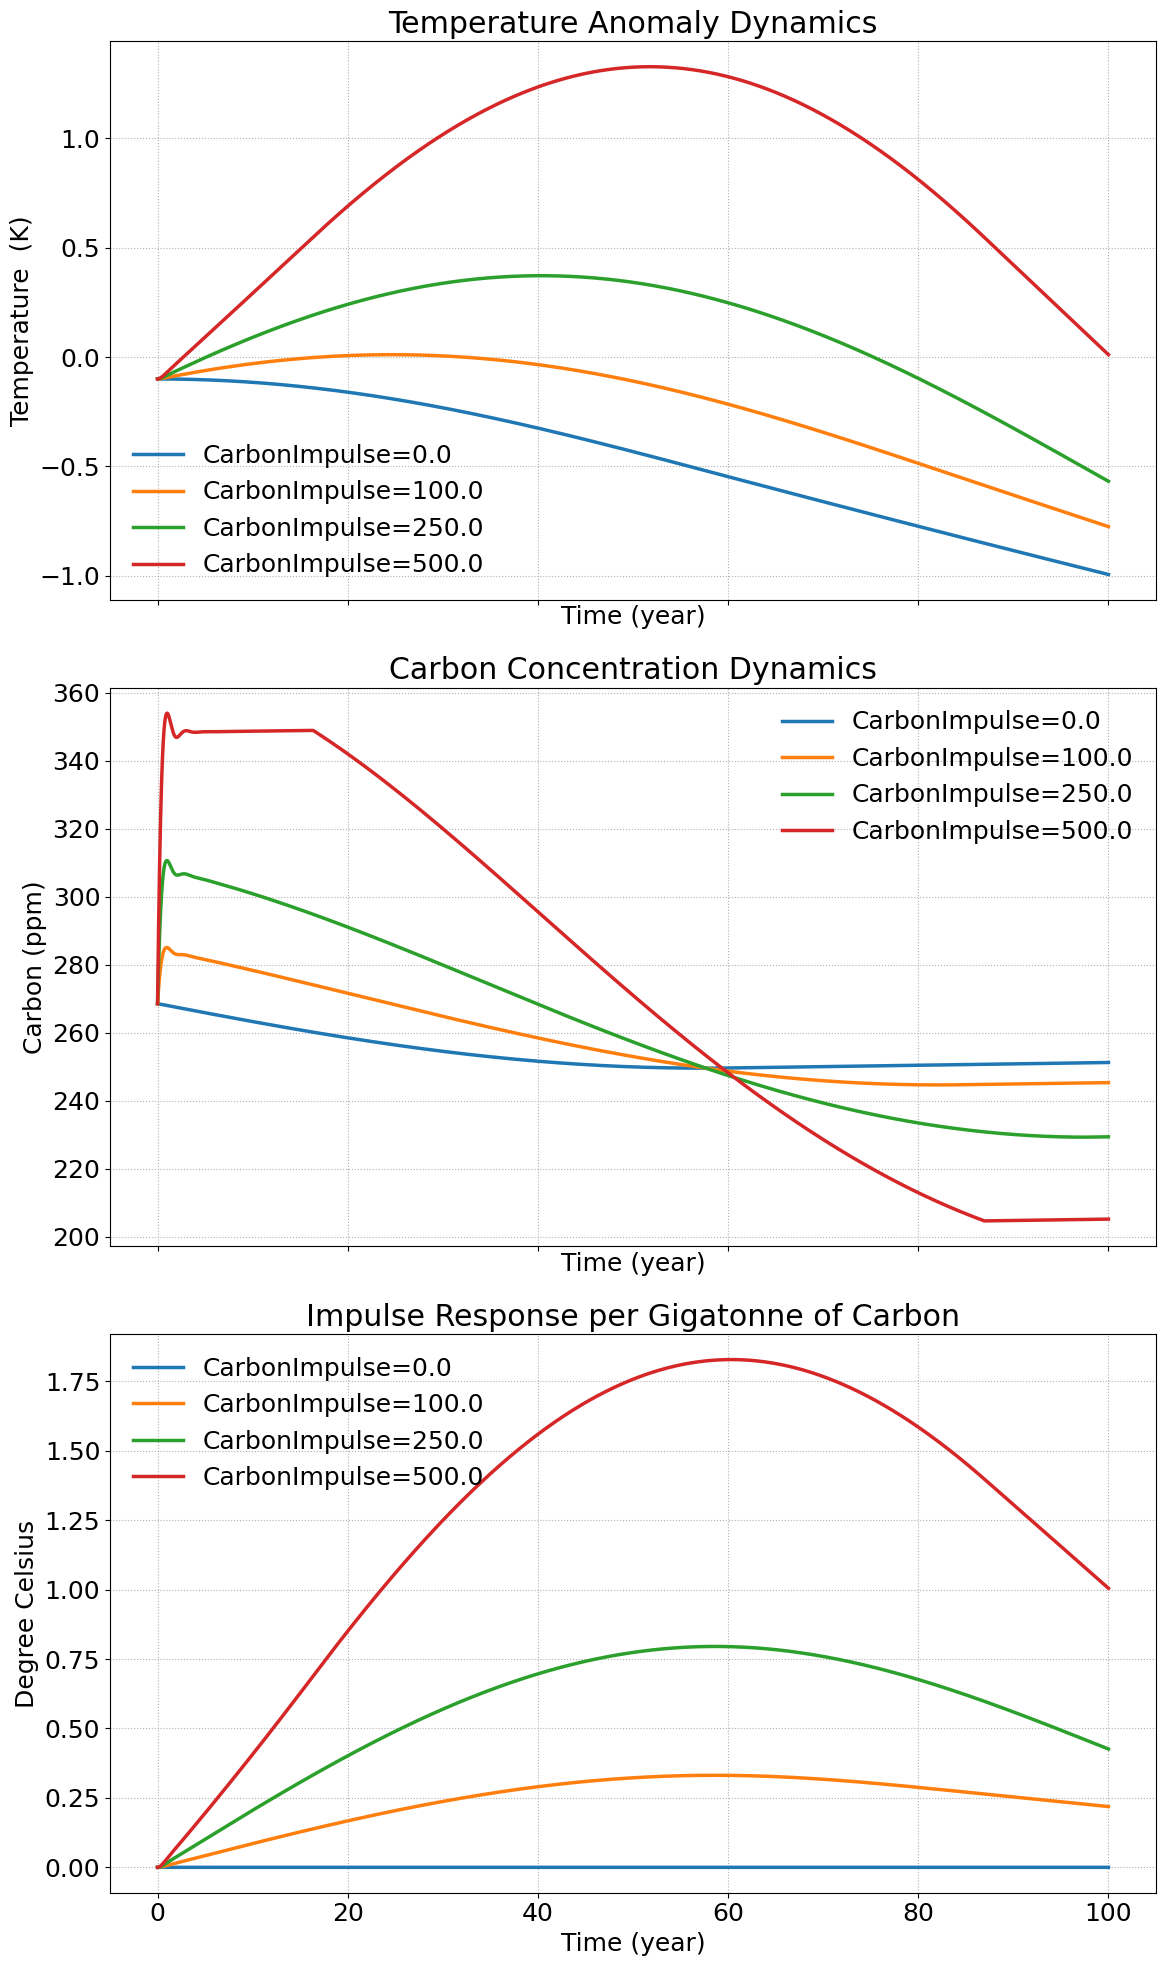 Temperature Anomaly Dynamics
Temperature  (K)
1.0
0.5
0.0
−0.5
−1.0
CarbonImpulse=0.0
CarbonImpulse=100.0
CarbonImpulse=250.0
CarbonImpulse=500.0
Time (year)
Carbon Concentration Dynamics
Carbon (ppm)
360
340
320
300
280
260
240
220
200
CarbonImpulse=0.0
CarbonImpulse=100.0
CarbonImpulse=250.0
CarbonImpulse=500.0
Time (year)
Impulse Response per Gigatonne of Carbon
Degree Celsius
1.75
1.50
1.25
1.00
0.75
0.50
0.25
0.00
CarbonImpulse=0.0
CarbonImpulse=100.0
CarbonImpulse=250.0
CarbonImpulse=500.0
0 20 40 60 80 100
Time (year)